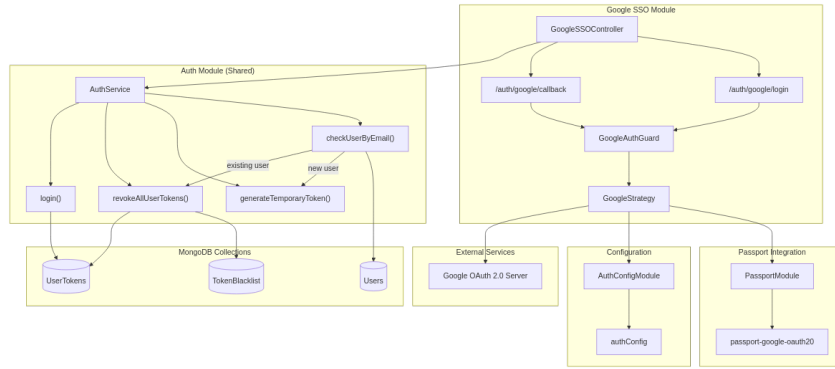 Google SSO Module
GoogleSSOController
/auth/google/callback
/auth/google/login
GoogleAuthGuard
GoogleStrategy
Auth Module (Shared)
AuthService
checkUserByEmail()
existing user
new user
login()
revokeAllUserTokens()
generateTemporaryToken()
MongoDB Collections
UserTokens
TokenBlacklist
Users
External Services
Google OAuth 2.0 Server
Configuration
AuthConfigModule
authConfig
Passport Integration
PassportModule
passport-google-oauth20